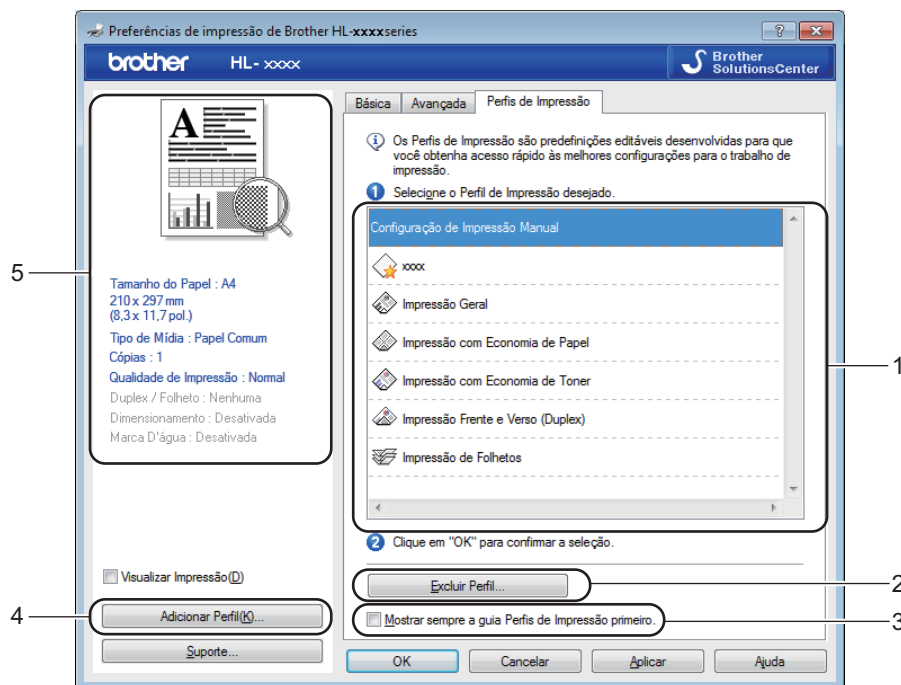 Preferências de impressão de Brother HL-xxxx series
brother HL- xxxx
Brother
SolutionsCenter
Básica Avançada Perfis de Impressão
Os Perfis de Impressão são predefinições editáveis desenvolvidas para que
você obtenha acesso rápido às melhores configurações para o trabalho de
impressão.
1 Selecione o Perfil de Impressão desejado.
Configuração de Impressão Manual
xxxx
Impressão Geral
Impressão com Economia de Papel
Impressão com Economia de Toner
Impressão Frente e Verso (Duplex)
Impressão de Folhetos
1
2 Clique em "OK" para confirmar a seleção.
Excluir Perfil...
2
Mostrar sempre a guia Perfis de Impressão primeiro.
3
A
5
Tamanho do Papel : A4
210 x 297 mm
(8,3 x 11,7 pol.)
Tipo de Mídia : Papel Comum
Cópias : 1
Qualidade de Impressão : Normal
Duplex / Folheto : Nenhuma
Dimensionamento : Desativada
Marca D'água : Desativada
Visualizar Impressão(D)
4
Adicionar Perfil(K)...
Suporte...
OK Cancelar Aplicar Ajuda